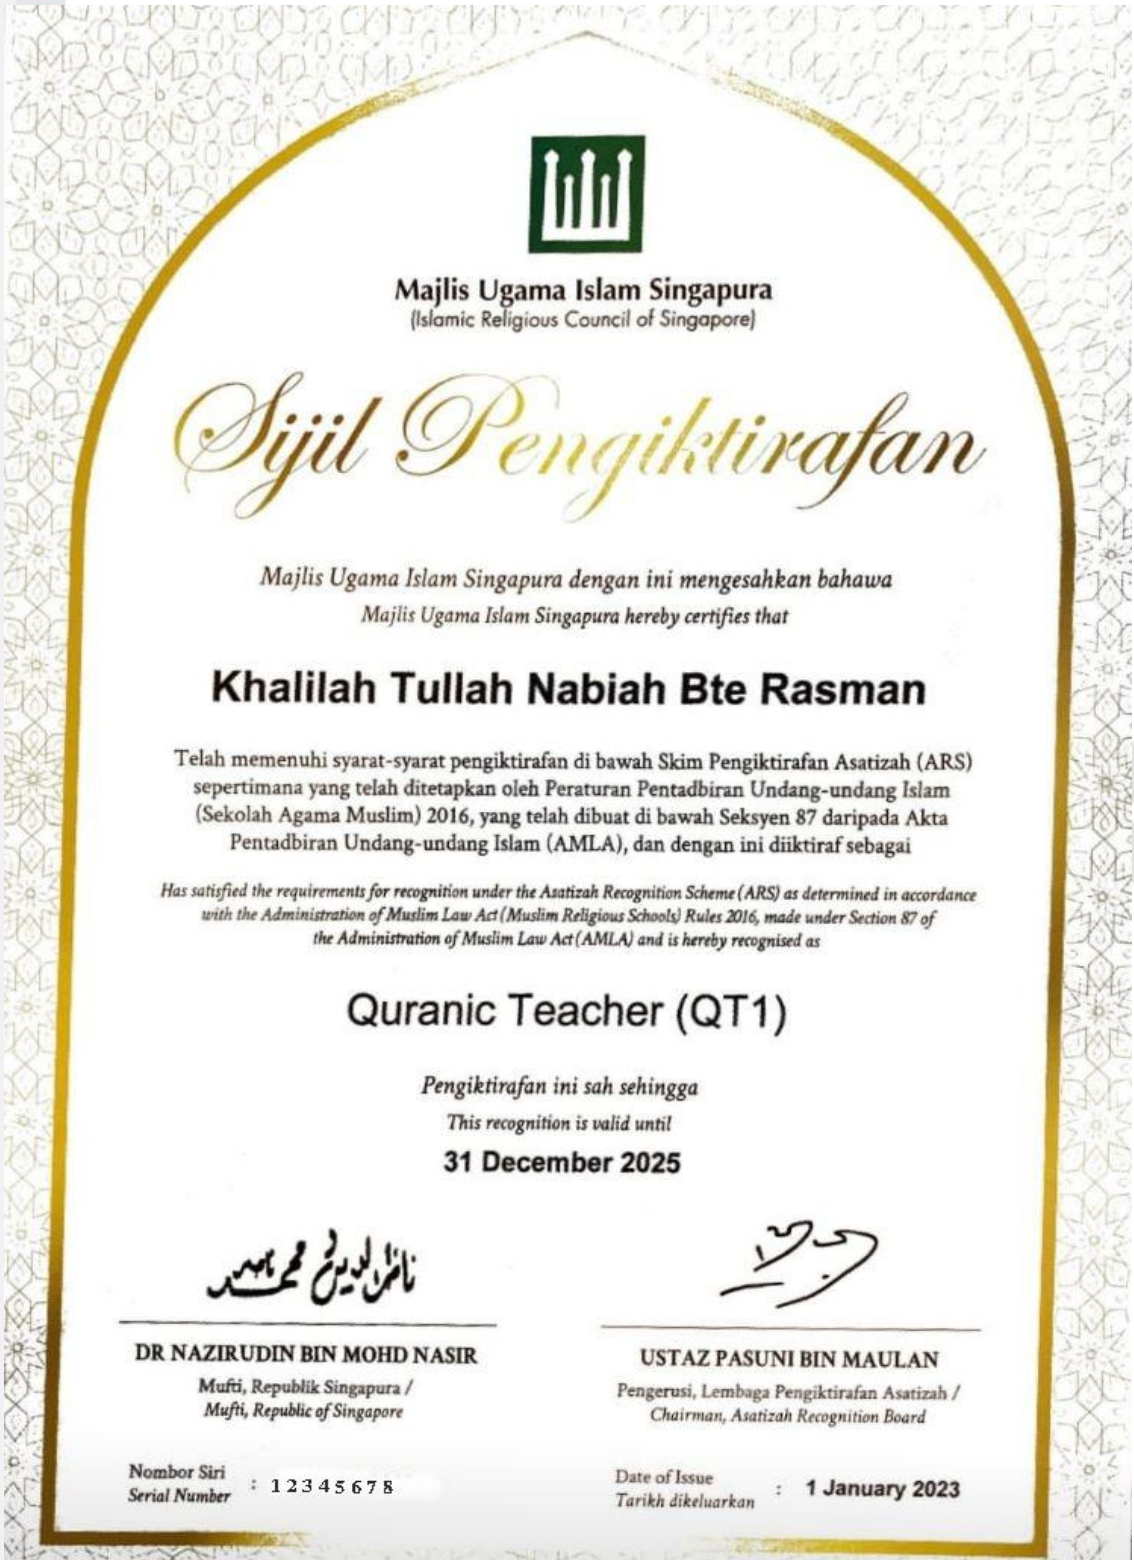 Majlis Ugama Islam Singapura
(Islamic Religious Council of Singapore)
Sijil Pengiktirafan
Majlis Ugama Islam Singapura dengan ini mengesahkan bahawa
Majlis Ugama Islam Singapura hereby certifies that
Khalilah Tullah Nabiah Bte Rasman
Telah memenuhi syarat-syarat pengiktirafan di bawah Skim Pengiktirafan Asatizah (ARS)
sepertimana yang telah ditetapkan oleh Peraturan Pentadbiran Undang-undang Islam
(Sekolah Agama Muslim) 2016, yang telah dibuat di bawah Seksyen 87 daripada Akta
Pentadbiran Undang-undang Islam (AMLA), dan dengan ini diiktiraf sebagai
Has satisfied the requirements for recognition under the Asatizah Recognition Scheme (ARS) as determined in accordance
with the Administration of Muslim Law Act (Muslim Religious Schools) Rules 2016, made under Section 87 of
the Administration of Muslim Law Act (AMLA) and is hereby recognised as
Quranic Teacher (QT1)
Pengiktirafan ini sah sehingga
This recognition is valid until
31 December 2025
DR NAZIRUDIN BIN MOHD NASIR
Mufti, Republik Singapura /
Mufti, Republic of Singapore
USTAZ PASUNI BIN MAULAN
Pengerusi, Lembaga Pengiktirafan Asatizah /
Chairman, Asatizah Recognition Board
Nombor Siri
Serial Number : 12345678
Date of Issue
Tarikh dikeluarkan : 1 January 2023